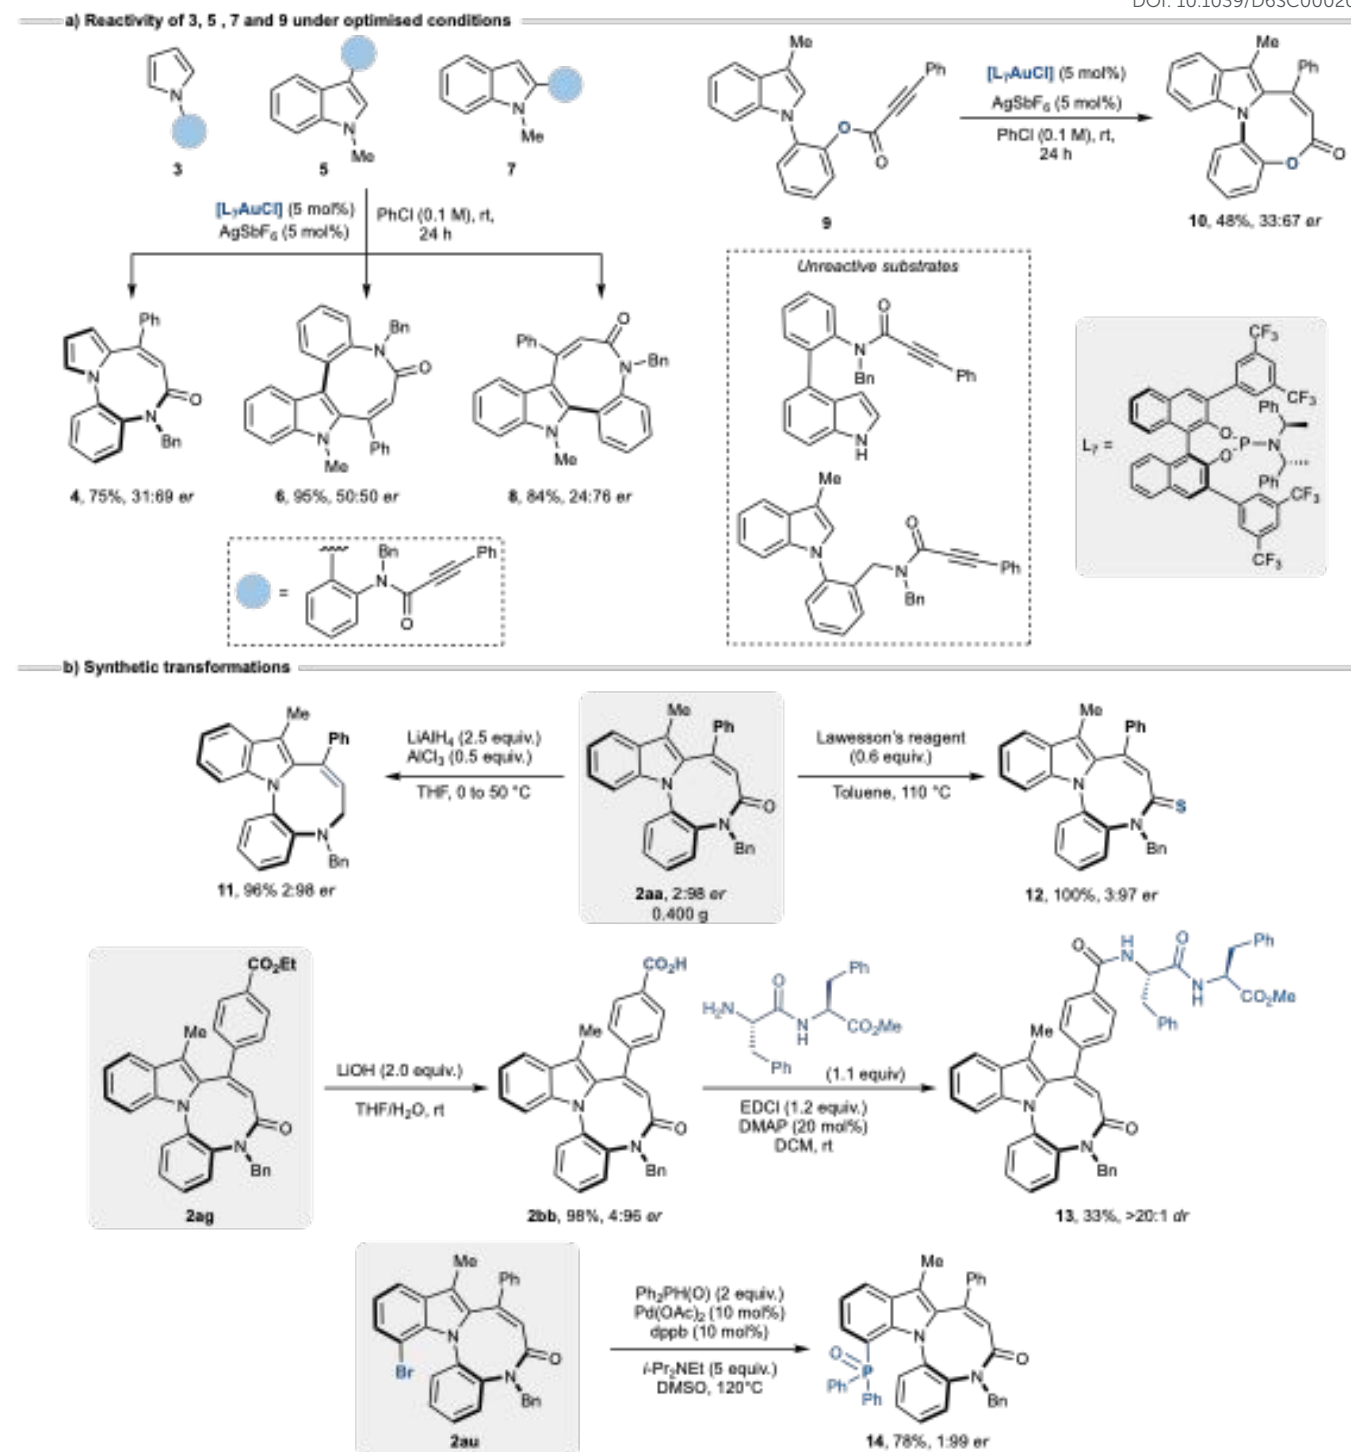 DOI: 10.1039/D6SC00020
a) Reactivity of 3, 5 , 7 and 9 under optimised conditions
N
3
N
Me
5
N
Me
7
[L₇AuCl] (5 mol%)
AgSbF₆ (5 mol%)
PhCl (0.1 M), rt,
24 h
Me
N
O
O
Ph
9
[L₇AuCl] (5 mol%)
AgSbF₆ (5 mol%)
PhCl (0.1 M), rt,
24 h
Me
Ph
N
O
O
10, 48%, 33:67 er
Ph
N
O
N
Bn
4, 75%, 31:69 er
Bn
N
O
N
Me
Ph
6, 95%, 50:50 er
O
Ph
N
Bn
N
Me
8, 84%, 24:76 er
=
Bn
N
O
Ph
Unreactive substrates
O
N
Bn
Ph
N
H
Me
N
O
N
Bn
Ph
L₇ =
CF₃
CF₃
Ph
O
P
N
O
Ph
CF₃
CF₃
b) Synthetic transformations
Me
Ph
N
N
Bn
11, 96% 2:98 er
LiAlH₄ (2.5 equiv.)
AlCl₃ (0.5 equiv.)
THF, 0 to 50 °C
Me
Ph
N
O
N
Bn
2aa, 2:98 er
0.400 g
Lawesson's reagent
(0.6 equiv.)
Toluene, 110 °C
Me
Ph
N
S
N
Bn
12, 100%, 3:97 er
CO₂Et
Me
N
O
N
Bn
2ag
LiOH (2.0 equiv.)
THF/H₂O, rt
CO₂H
Me
N
O
N
Bn
2bb, 98%, 4:96 er
Ph
O
H₂N
N
H
CO₂Me
Ph
(1.1 equiv)
EDCI (1.2 equiv.)
DMAP (20 mol%)
DCM, rt
O
H
N
O
Ph
N
H
CO₂Me
Ph
Me
N
O
N
Bn
13, 33%, >20:1 dr
Me
Ph
N
Br
O
N
Bn
2au
Ph₂PH(O) (2 equiv.)
Pd(OAc)₂ (10 mol%)
dppb (10 mol%)
i-Pr₂NEt (5 equiv.)
DMSO, 120°C
Me
Ph
N
O
P
Ph
Ph
O
N
Bn
14, 78%, 1:99 er